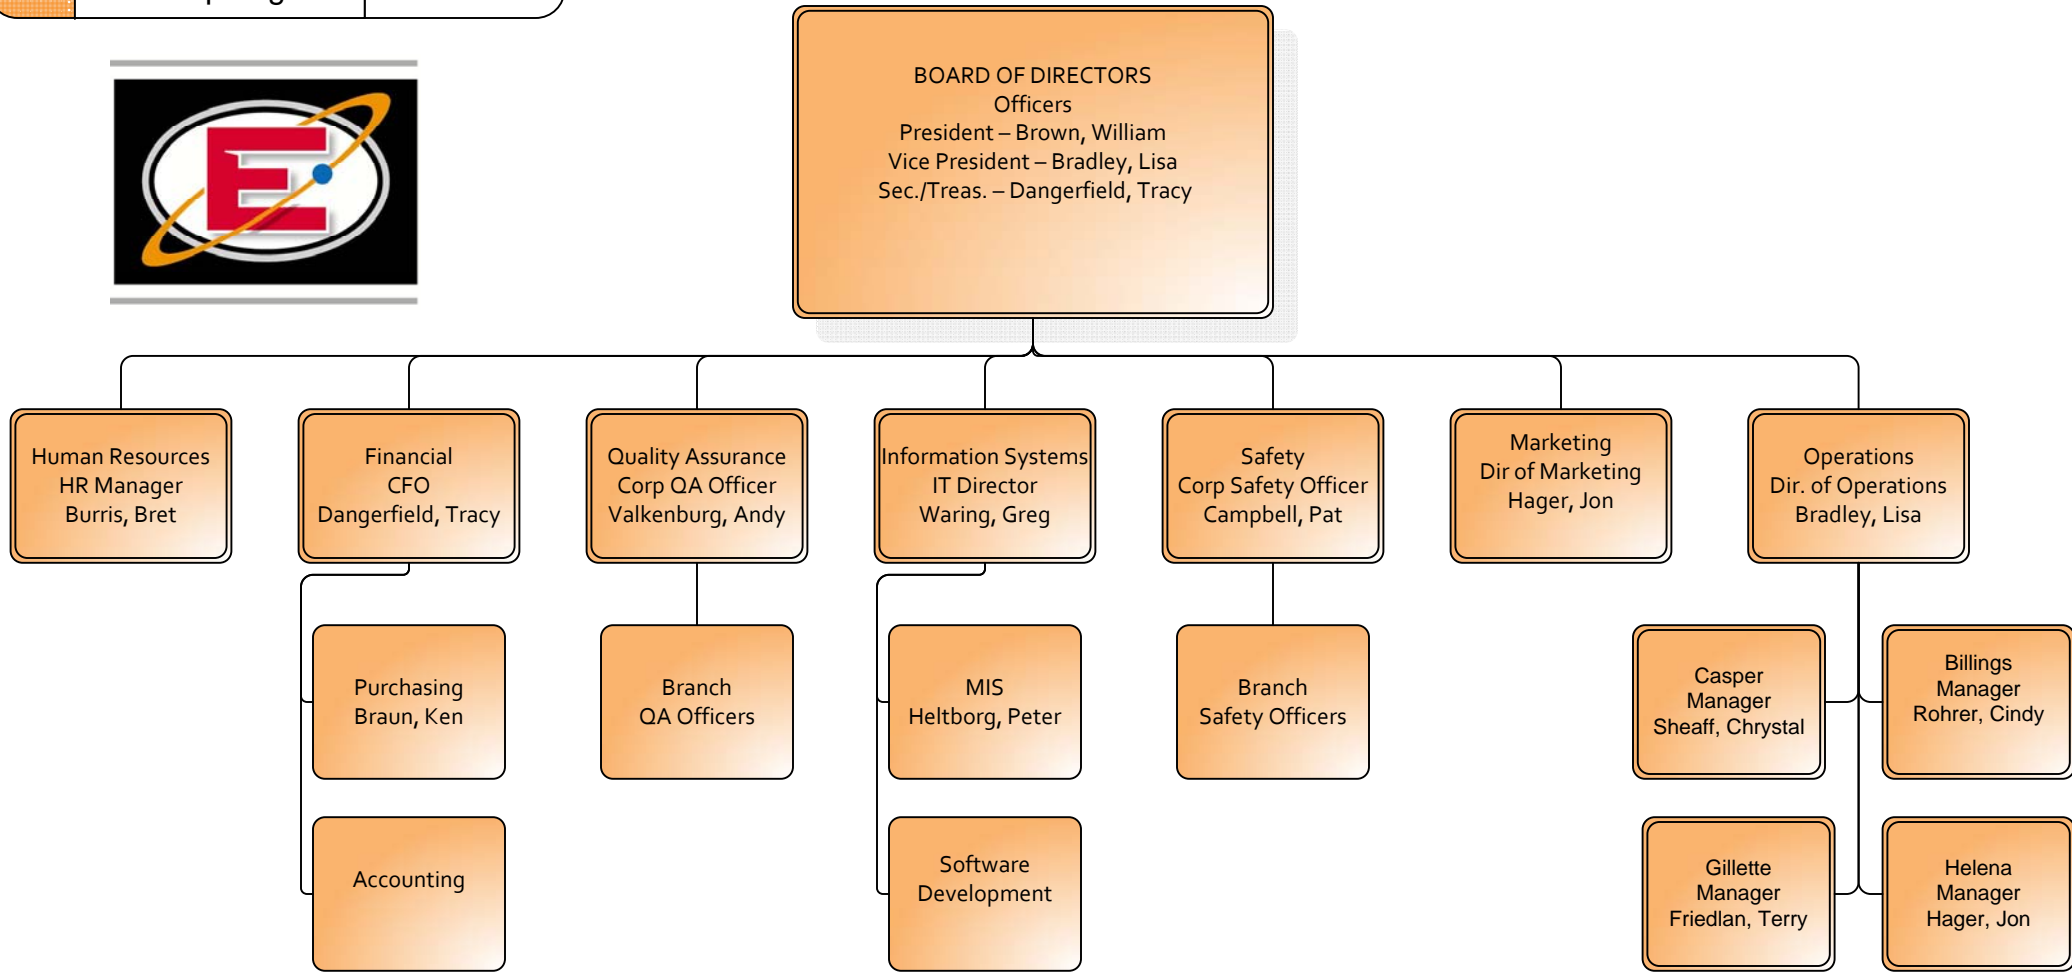 BOARD OF DIRECTORS
Officers
President – Brown, William
Vice President – Bradley, Lisa
Sec./Treas. – Dangerfield, Tracy
E
Human Resources
HR Manager
Burris, Bret
Financial
CFO
Dangerfield, Tracy
Quality Assurance
Corp QA Officer
Valkenburg, Andy
Information Systems
IT Director
Waring, Greg
Safety
Corp Safety Officer
Campbell, Pat
Marketing
Dir of Marketing
Hager, Jon
Operations
Dir. of Operations
Bradley, Lisa
Purchasing
Braun, Ken
Branch
QA Officers
MIS
Heltborg, Peter
Branch
Safety Officers
Casper
Manager
Sheaff, Chrystal
Billings
Manager
Rohrer, Cindy
Accounting
Software
Development
Gillette
Manager
Friedlan, Terry
Helena
Manager
Hager, Jon